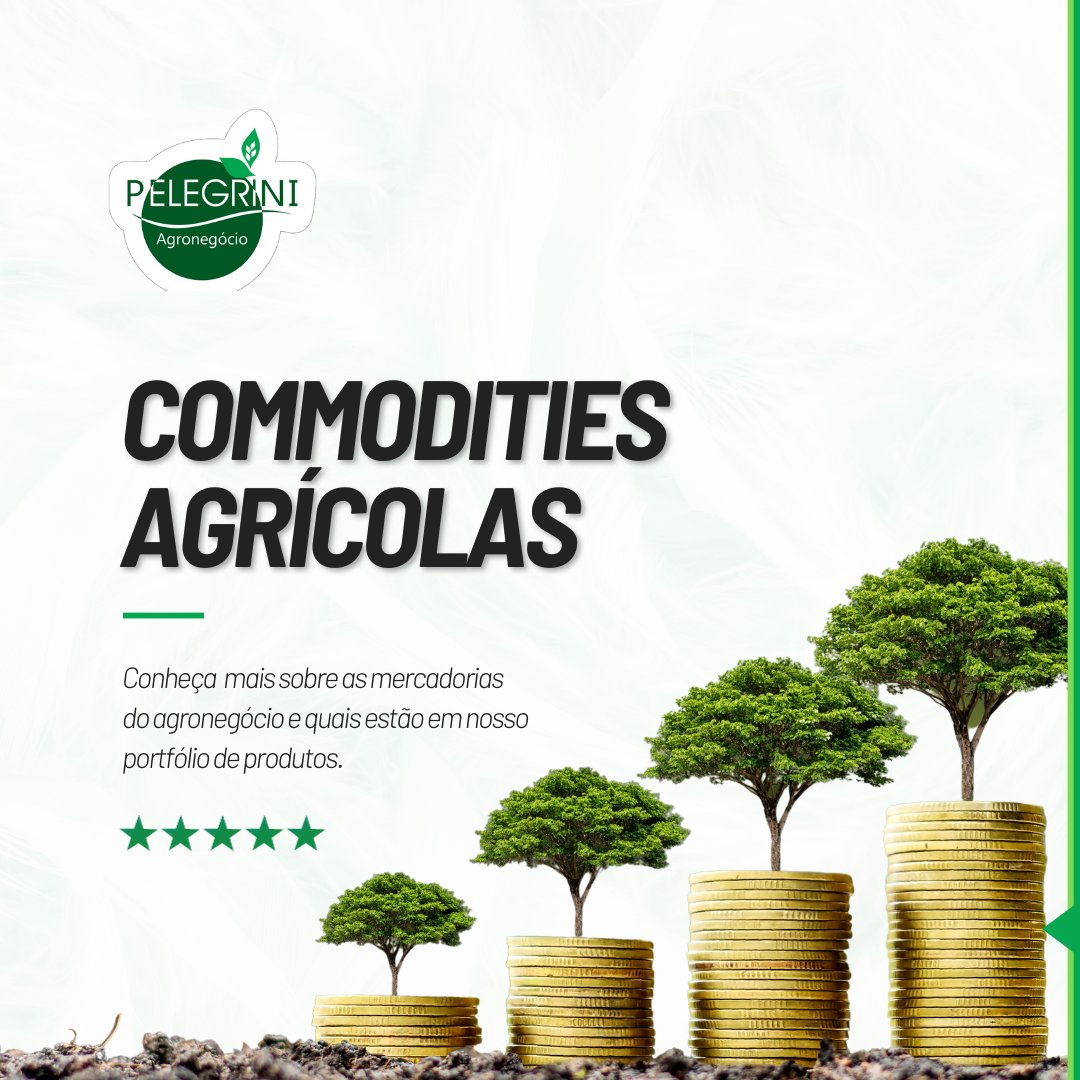 PELEGRINI
Agronegócio
COMMODITIES
AGRÍCOLAS
Conheça mais sobre as mercadorias
do agronegócio e quais estão em nosso
portfólio de produtos.